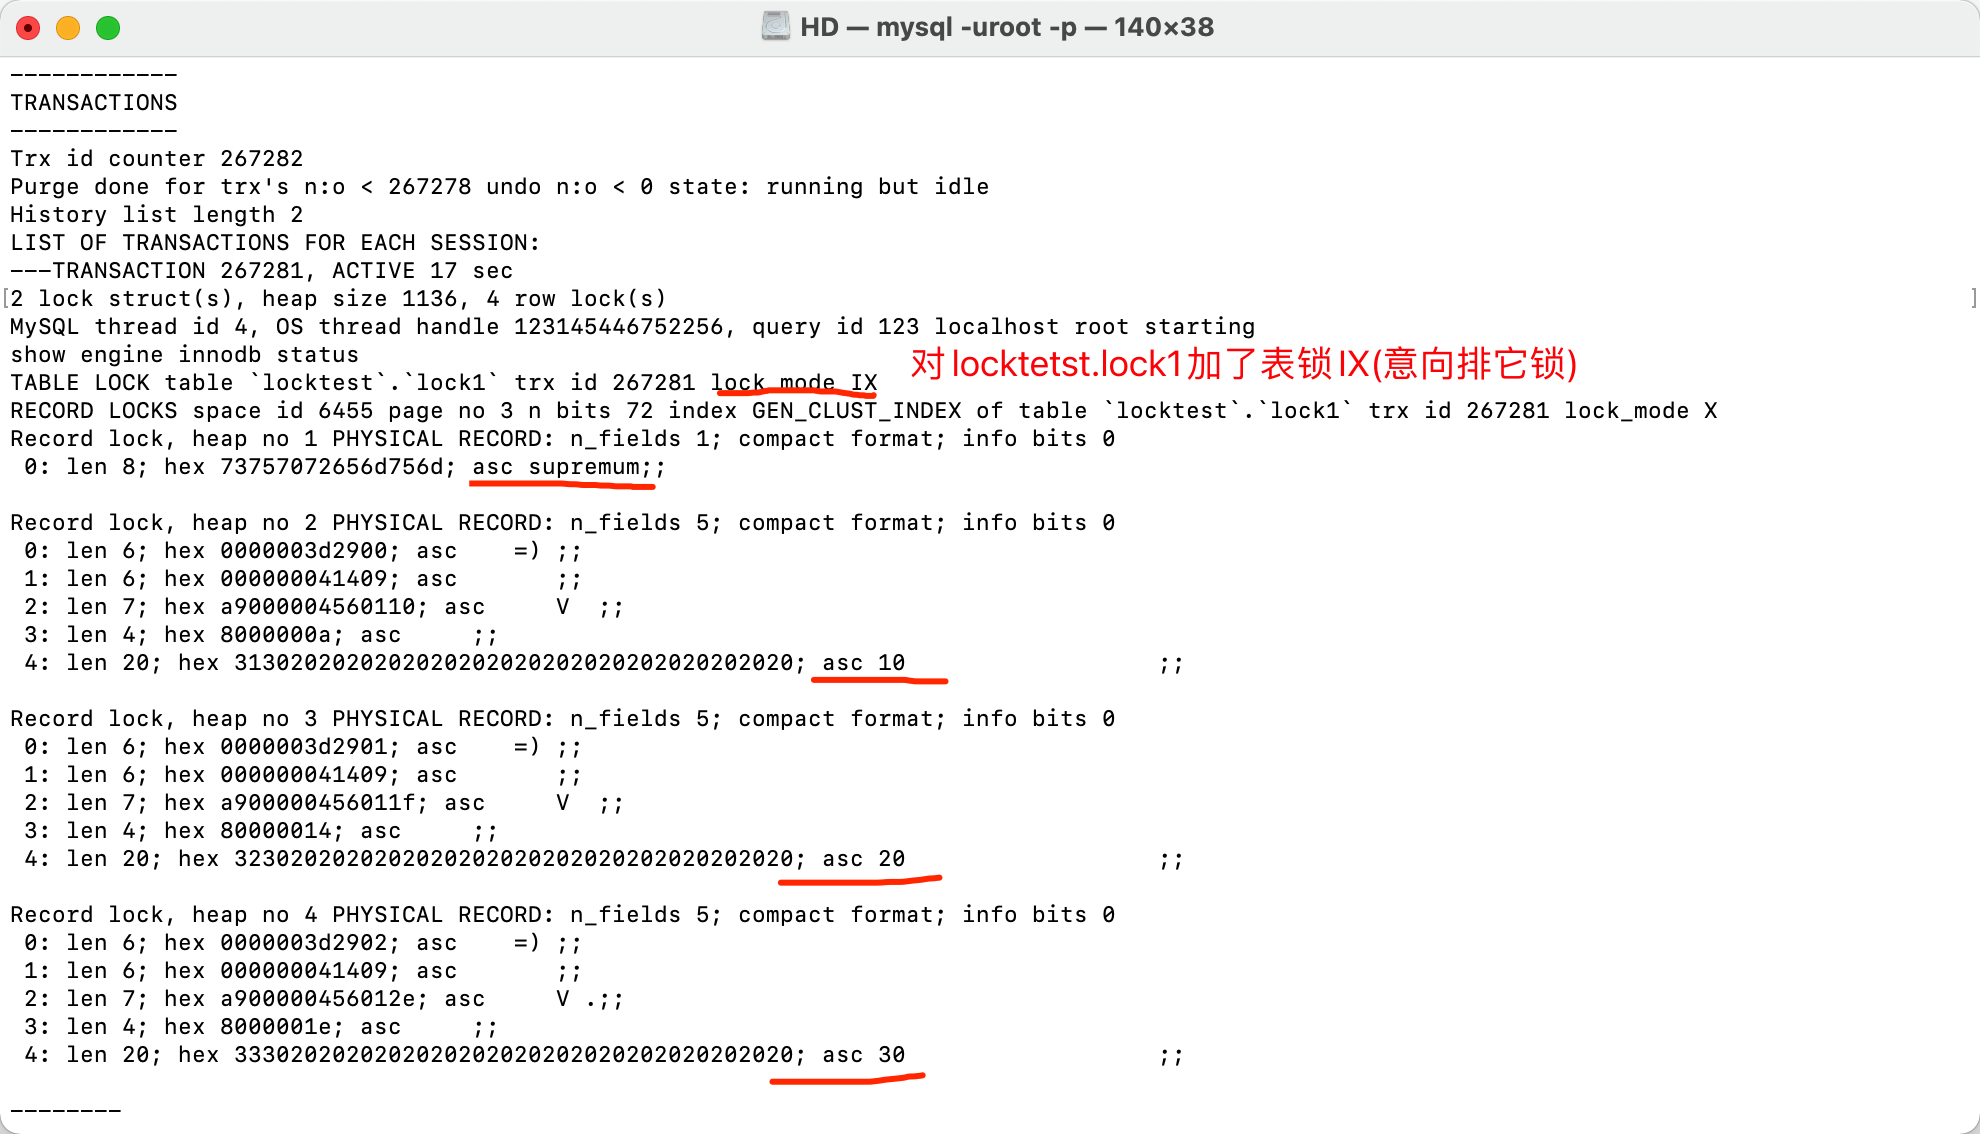 HD — mysql -uroot -p — 140×38
------------
TRANSACTIONS
------------
Trx id counter 267282
Purge done for trx's n:o < 267278 undo n:o < 0 state: running but idle
History list length 2
LIST OF TRANSACTIONS FOR EACH SESSION:
---TRANSACTION 267281, ACTIVE 17 sec
[2 lock struct(s), heap size 1136, 4 row lock(s) ]
MySQL thread id 4, OS thread handle 123145446752256, query id 123 localhost root starting
show engine innodb status
对locktetst.lock1加了表锁IX(意向排它锁)
TABLE LOCK table `locktest`.`lock1` trx id 267281 lock mode IX
RECORD LOCKS space id 6455 page no 3 n bits 72 index GEN_CLUST_INDEX of table `locktest`.`lock1` trx id 267281 lock_mode X
Record lock, heap no 1 PHYSICAL RECORD: n_fields 1; compact format; info bits 0
 0: len 8; hex 73757072656d756d; asc supremum;;
Record lock, heap no 2 PHYSICAL RECORD: n_fields 5; compact format; info bits 0
 0: len 6; hex 0000003d2900; asc    =) ;;
 1: len 6; hex 000000041409; asc       ;;
 2: len 7; hex a9000004560110; asc     V  ;;
 3: len 4; hex 8000000a; asc     ;;
 4: len 20; hex 3130202020202020202020202020202020202020; asc 10                  ;;
Record lock, heap no 3 PHYSICAL RECORD: n_fields 5; compact format; info bits 0
 0: len 6; hex 0000003d2901; asc    =) ;;
 1: len 6; hex 000000041409; asc       ;;
 2: len 7; hex a900000456011f; asc     V  ;;
 3: len 4; hex 80000014; asc     ;;
 4: len 20; hex 3230202020202020202020202020202020202020; asc 20                  ;;
Record lock, heap no 4 PHYSICAL RECORD: n_fields 5; compact format; info bits 0
 0: len 6; hex 0000003d2902; asc    =) ;;
 1: len 6; hex 000000041409; asc       ;;
 2: len 7; hex a900000456012e; asc     V .;;
 3: len 4; hex 8000001e; asc     ;;
 4: len 20; hex 3330202020202020202020202020202020202020; asc 30                  ;;
--------